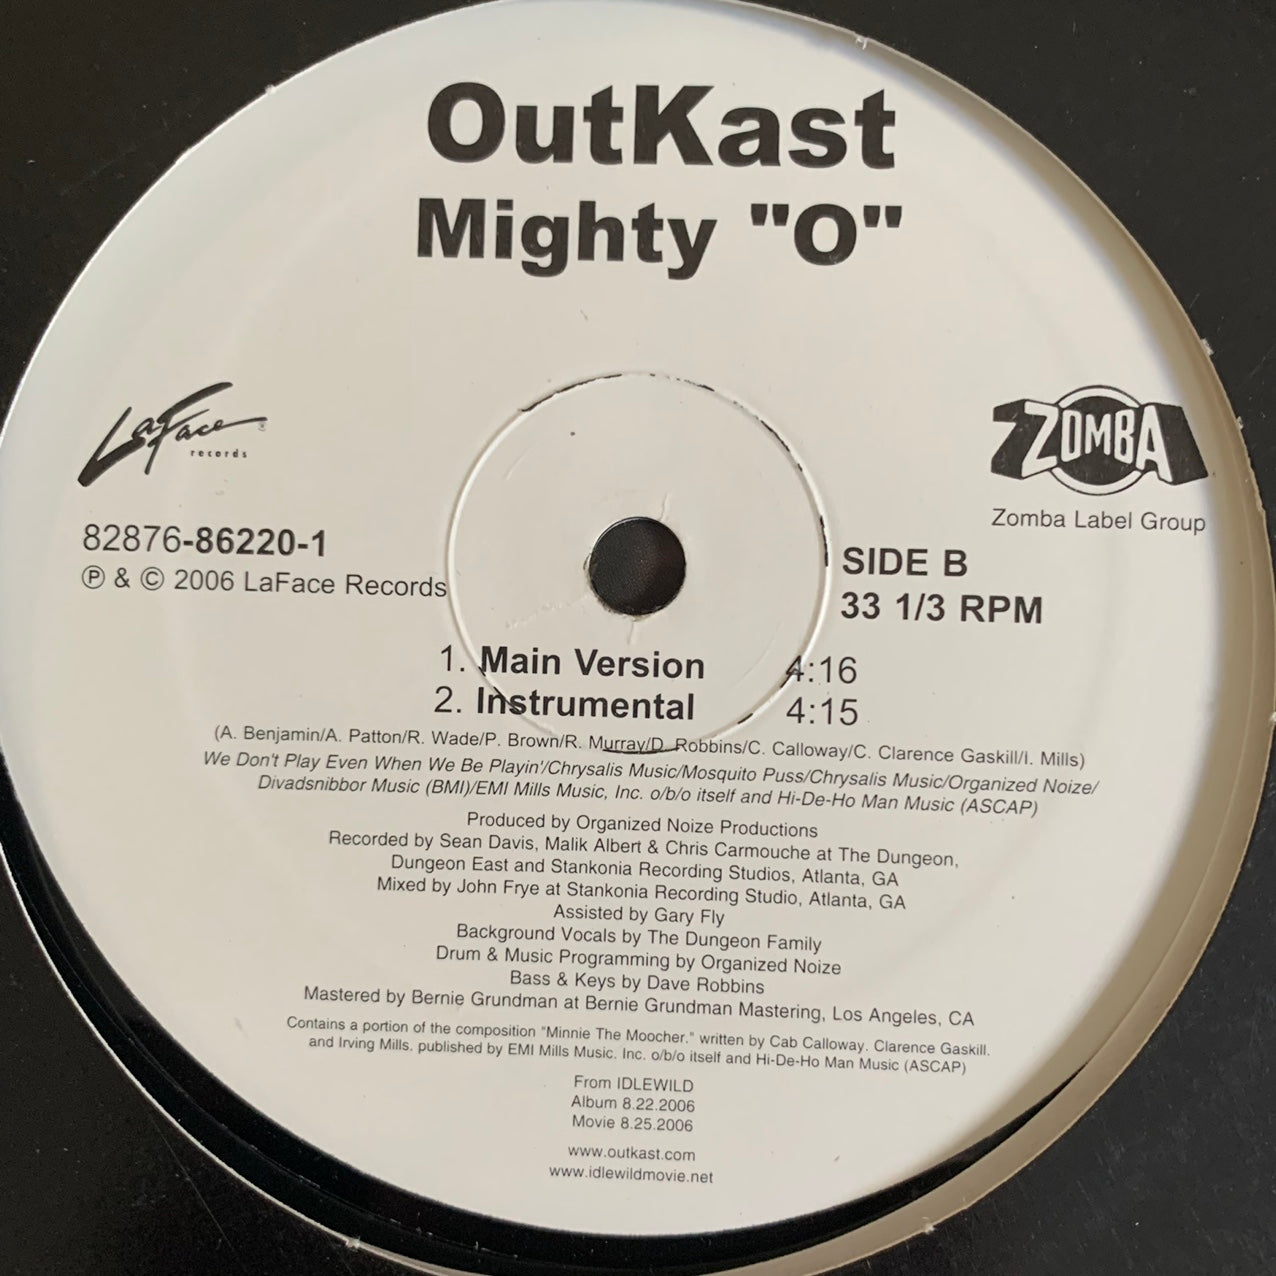 OutKast
Mighty "O"
LaFace
records
ZOMBA
Zomba Label Group
82876-86220-1
℗ & © 2006 LaFace Records
SIDE B
33 1/3 RPM
1. Main Version 4:16
2. Instrumental 4:15
(A. Benjamin/A. Patton/R. Wade/P. Brown/R. Murray/D. Robbins/C. Calloway/C. Clarence Gaskill/I. Mills)
We Don't Play Even When We Be Playin'/Chrysalis Music/Mosquito Puss/Chrysalis Music/Organized Noize/
Divadsnibbor Music (BMI)/EMI Mills Music, Inc. o/b/o itself and Hi-De-Ho Man Music (ASCAP)
Produced by Organized Noize Productions
Recorded by Sean Davis, Malik Albert & Chris Carmouche at The Dungeon,
Dungeon East and Stankonia Recording Studios, Atlanta, GA
Mixed by John Frye at Stankonia Recording Studio, Atlanta, GA
Assisted by Gary Fly
Background Vocals by The Dungeon Family
Drum & Music Programming by Organized Noize
Bass & Keys by Dave Robbins
Mastered by Bernie Grundman at Bernie Grundman Mastering, Los Angeles, CA
Contains a portion of the composition "Minnie The Moocher." written by Cab Calloway. Clarence Gaskill.
and Irving Mills. published by EMI Mills Music. Inc. o/b/o itself and Hi-De-Ho Man Music (ASCAP)
From IDLEWILD
Album 8.22.2006
Movie 8.25.2006
www.outkast.com
www.idlewildmovie.net